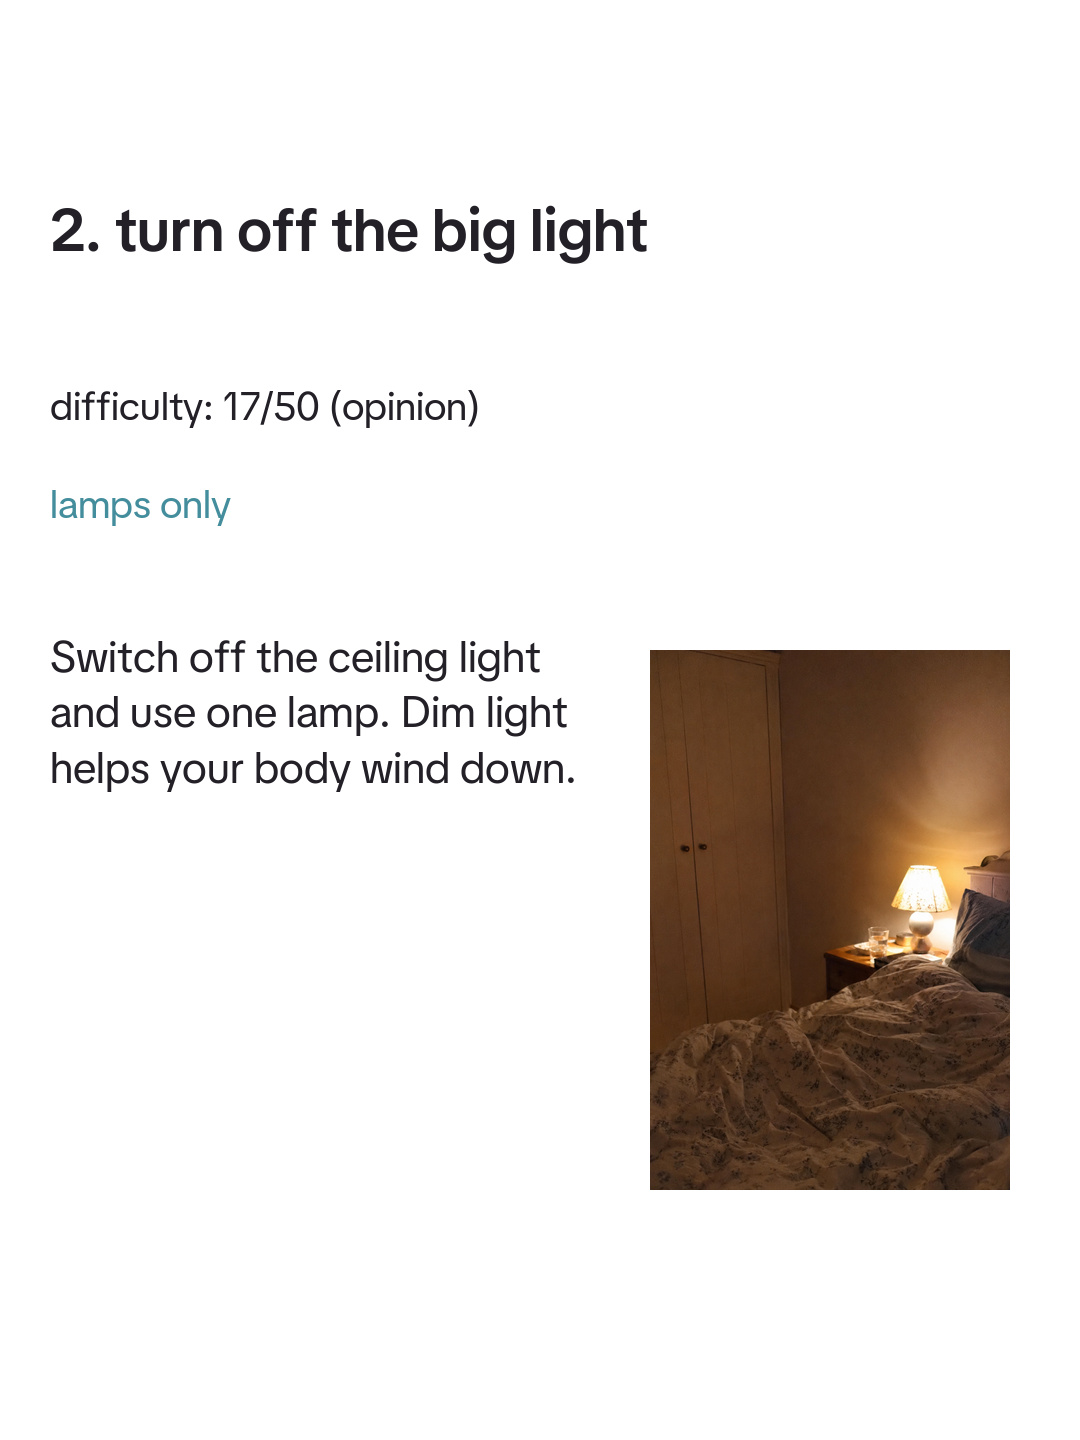 2. turn off the big light
difficulty: 17/50 (opinion)
lamps only
Switch off the ceiling light
and use one lamp. Dim light
helps your body wind down.